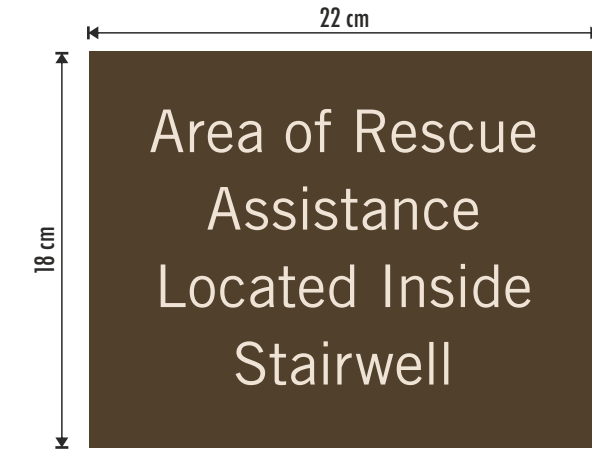 22 cm
18 cm
Area of Rescue
Assistance
Located Inside
Stairwell